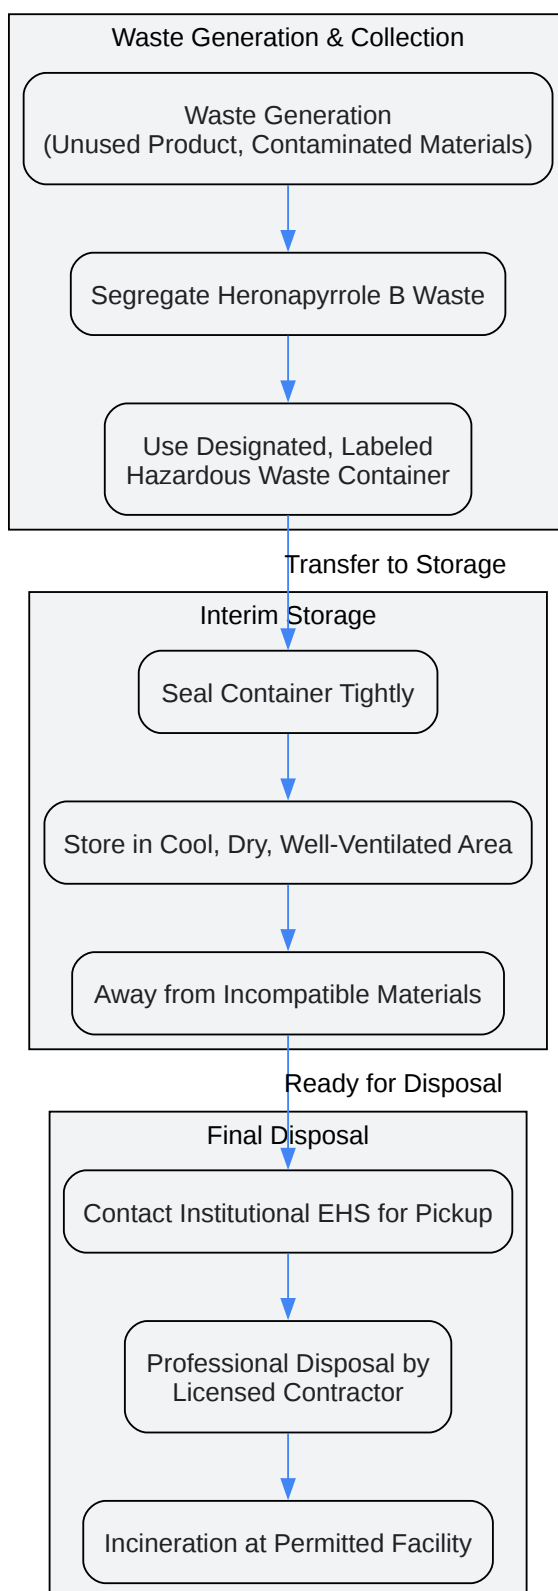 Waste Generation & Collection
Waste Generation
(Unused Product, Contaminated Materials)
Segregate Heronapyrrole B Waste
Use Designated, Labeled
Hazardous Waste Container
Transfer to Storage
Interim Storage
Seal Container Tightly
Store in Cool, Dry, Well-Ventilated Area
Away from Incompatible Materials
Ready for Disposal
Final Disposal
Contact Institutional EHS for Pickup
Professional Disposal by
Licensed Contractor
Incineration at Permitted Facility